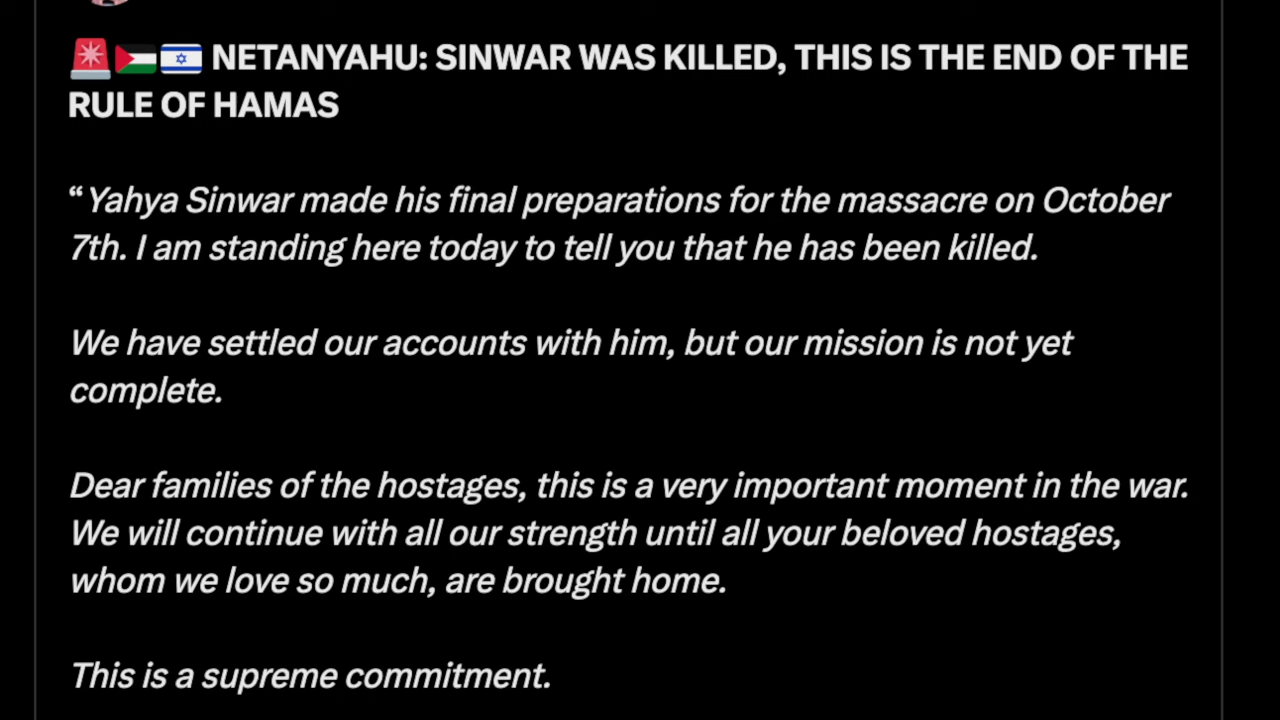 🚨🇵🇸🇮🇱 NETANYAHU: SINWAR WAS KILLED, THIS IS THE END OF THE
RULE OF HAMAS
“Yahya Sinwar made his final preparations for the massacre on October
7th. I am standing here today to tell you that he has been killed.
We have settled our accounts with him, but our mission is not yet
complete.
Dear families of the hostages, this is a very important moment in the war.
We will continue with all our strength until all your beloved hostages,
whom we love so much, are brought home.
This is a supreme commitment.